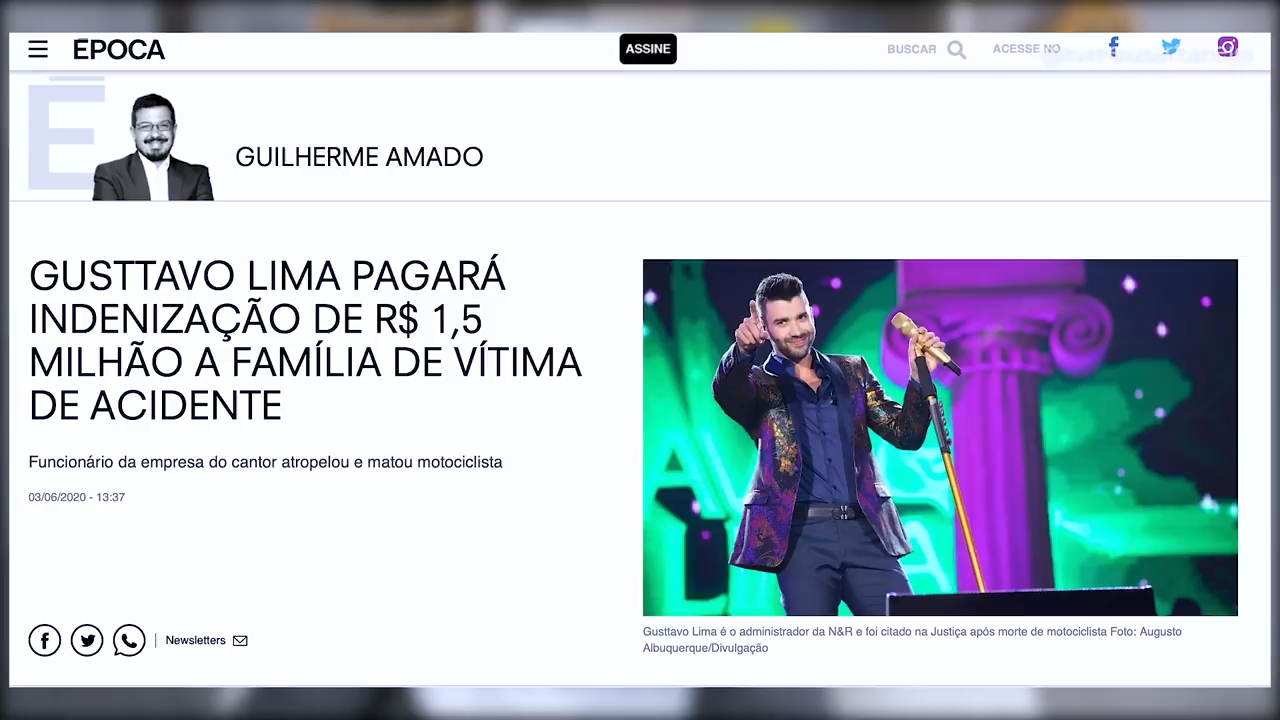 ÉPOCA
ASSINE
BUSCAR
ACESSE NO
É
GUILHERME AMADO
GUSTTAVO LIMA PAGARÁ
INDENIZAÇÃO DE R$ 1,5
MILHÃO A FAMÍLIA DE VÍTIMA
DE ACIDENTE
Funcionário da empresa do cantor atropelou e matou motociclista
03/06/2020 - 13:37
Newsletters
Gusttavo Lima é o administrador da N&R e foi citado na Justiça após morte de motociclista Foto: Augusto
Albuquerque/Divulgação